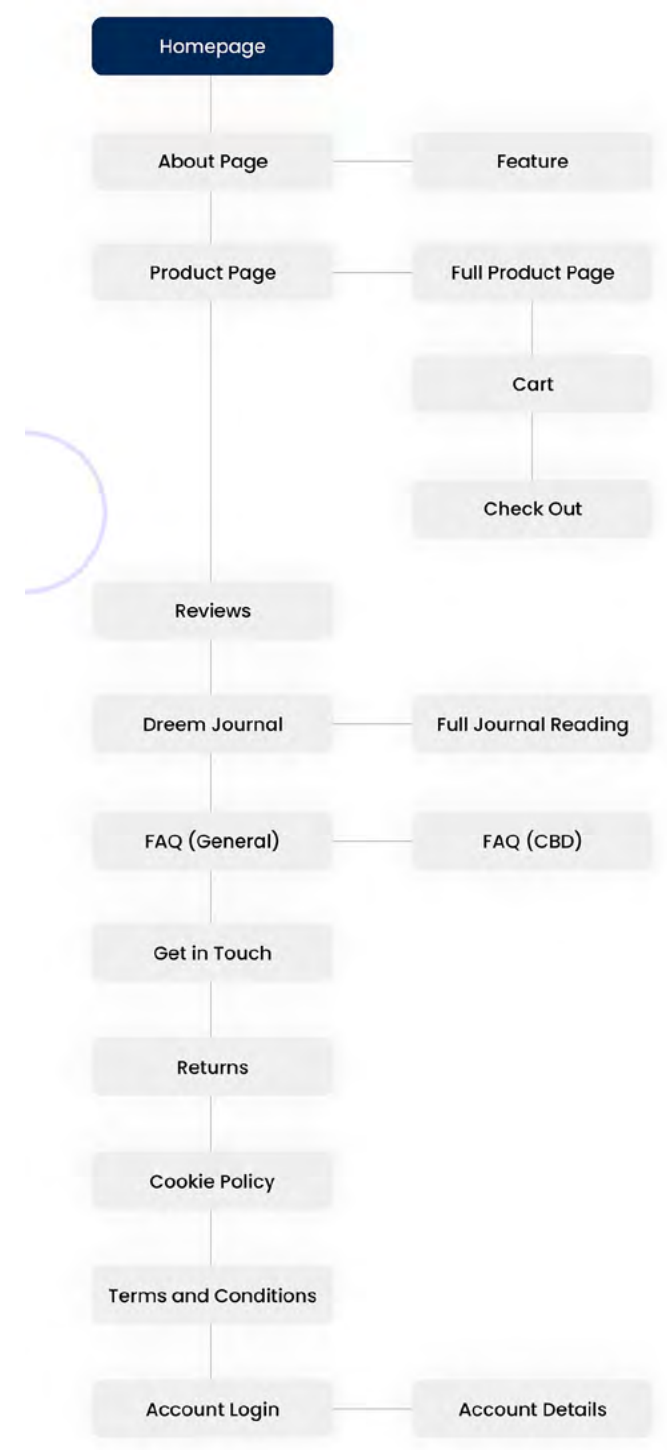 Homepage
About Page
Feature
Product Page
Full Product Page
Cart
Check Out
Reviews
Dreem Journal
Full Journal Reading
FAQ (General)
FAQ (CBD)
Get in Touch
Returns
Cookie Policy
Terms and Conditions
Account Login
Account Details